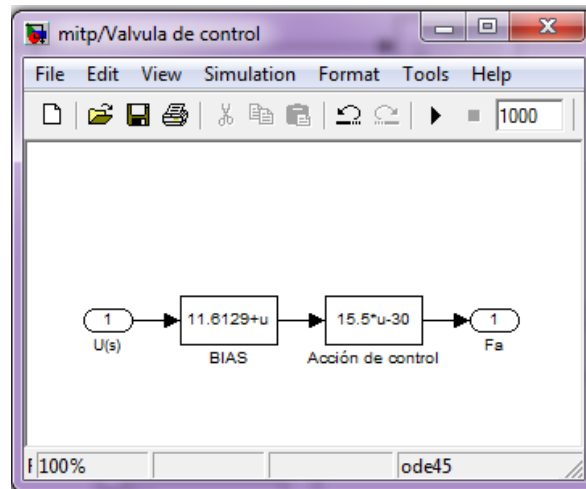 mitp/Valvula de control
File Edit View Simulation Format Tools Help
1000
1 11.6129+u 15.5*u-30 1
U(s) BIAS Acción de control Fa
100% ode45